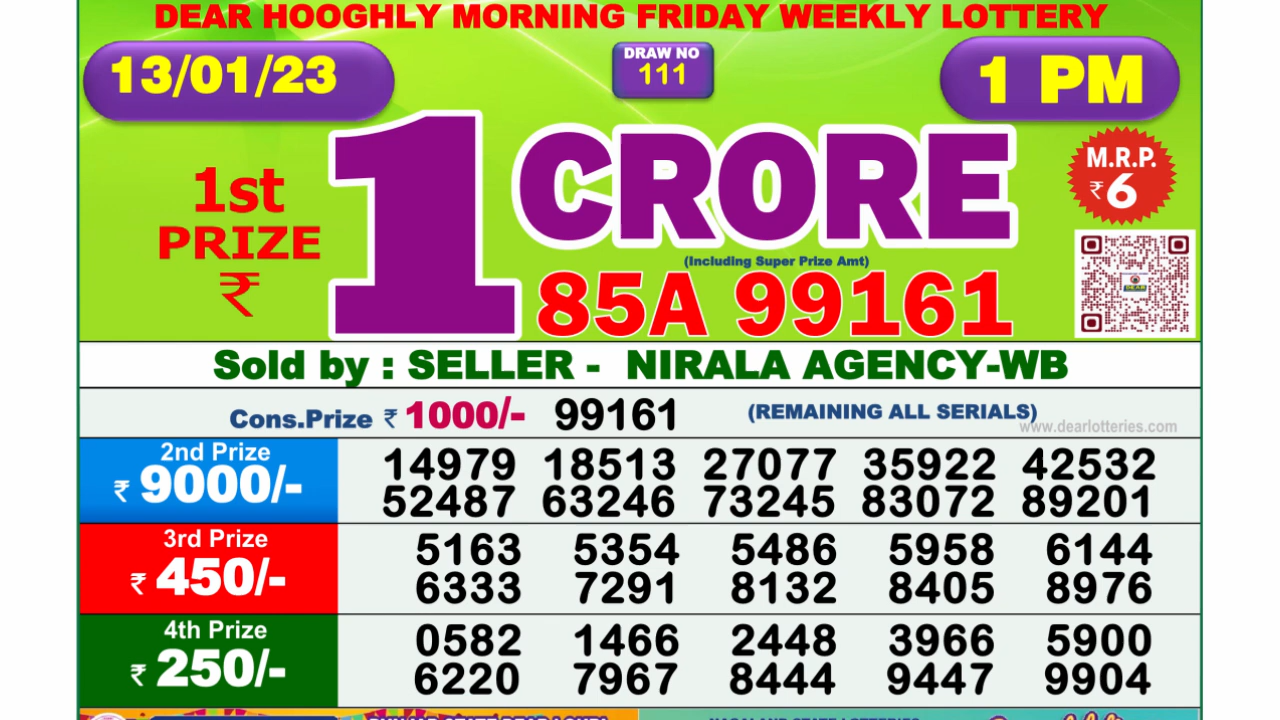 DEAR HOOGHLY MORNING FRIDAY WEEKLY LOTTERY
13/01/23
DRAW NO
111
1 PM
1st
PRIZE
₹
1 CRORE
(Including Super Prize Amt)
85A 99161
M.R.P.
₹6
Sold by : SELLER - NIRALA AGENCY-WB
Cons.Prize ₹ 1000/- 99161 (REMAINING ALL SERIALS)
www.dearlotteries.com
2nd Prize
₹ 9000/-
14979 18513 27077 35922 42532
52487 63246 73245 83072 89201
3rd Prize
₹ 450/-
5163 5354 5486 5958 6144
6333 7291 8132 8405 8976
4th Prize
₹ 250/-
0582 1466 2448 3966 5900
6220 7967 8444 9447 9904